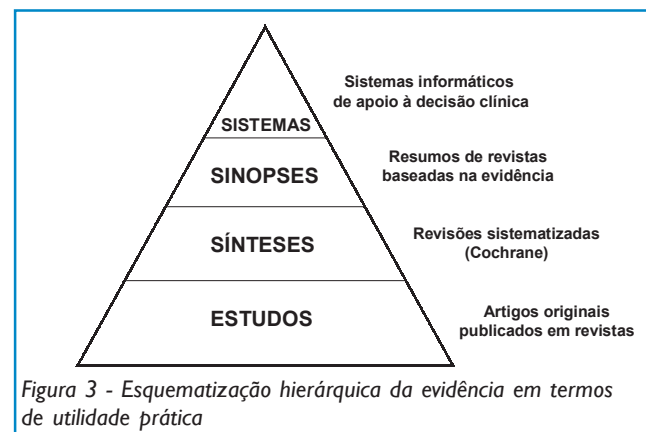 Sistemas informáticos
de apoio à decisão clínica
SISTEMAS
SINOPSES
Resumos de revistas
baseadas na evidência
SÍNTESES
Revisões sistematizadas
(Cochrane)
ESTUDOS
Artigos originais
publicados em revistas
Figura 3 - Esquematização hierárquica da evidência em termos
de utilidade prática